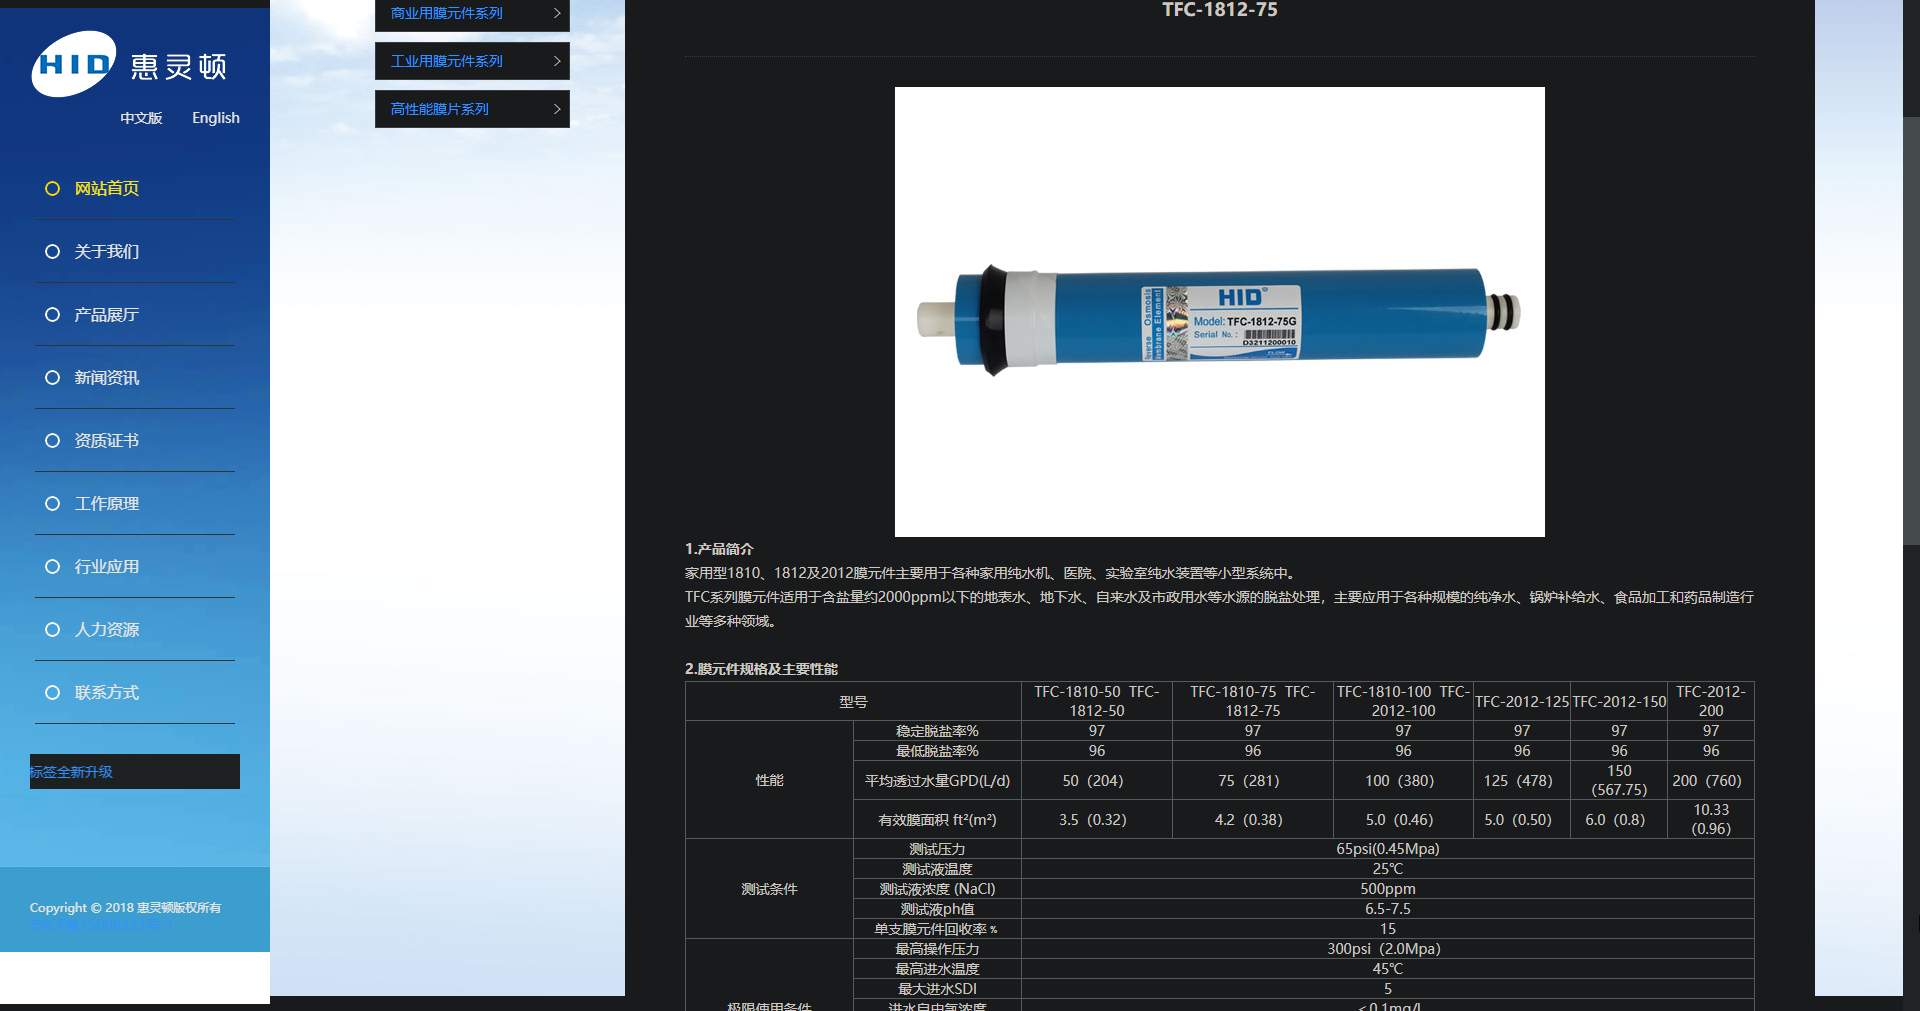 HID 惠灵顿
中文版 English
网站首页
关于我们
产品展厅
新闻资讯
资质证书
工作原理
行业应用
人力资源
联系方式
标签全新升级
Copyright © 2018 惠灵顿版权所有
商业用膜元件系列
工业用膜元件系列
高性能膜片系列
TFC-1812-75
Osmosis
HID®
Model: TFC-1812-75G
Serial No.:
D3211200010
1.产品简介
家用型1810、1812及2012膜元件主要用于各种家用纯水机、医院、实验室纯水装置等小型系统中。
TFC系列膜元件适用于含盐量约2000ppm以下的地表水、地下水、自来水及市政用水等水源的脱盐处理，主要应用于各种规模的纯净水、锅炉补给水、食品加工和药品制造行
业等多种领域。
2.膜元件规格及主要性能
型号 TFC-1810-50 TFC-1812-50 TFC-1810-75 TFC-1812-75 TFC-1810-100 TFC-2012-100 TFC-2012-125 TFC-2012-150 TFC-2012-200
性能
稳定脱盐率% 97 97 97 97 97 97
最低脱盐率% 96 96 96 96 96 96
平均透过水量GPD(L/d) 50（204） 75（281） 100（380） 125（478） 150（567.75） 200（760）
有效膜面积 ft²(m²) 3.5（0.32） 4.2（0.38） 5.0（0.46） 5.0（0.50） 6.0（0.8） 10.33（0.96）
测试条件
测试压力 65psi(0.45Mpa)
测试液温度 25℃
测试液浓度 (NaCl) 500ppm
测试液ph值 6.5-7.5
单支膜元件回收率﹪ 15
极限使用条件
最高操作压力 300psi（2.0Mpa）
最高进水温度 45℃
最大进水SDI 5
进水自由氯浓度 ＜0.1mg/l